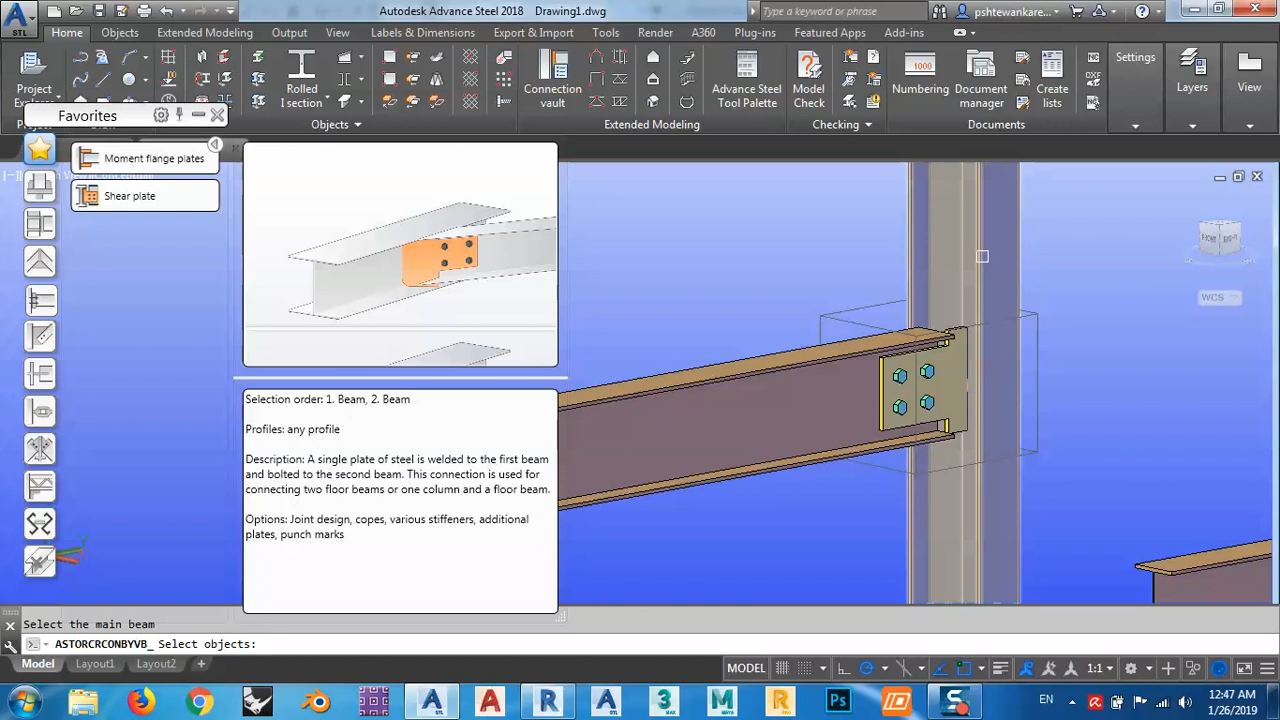 Autodesk Advance Steel 2018 Drawing1.dwg
Type a keyword or phrase
pshtewankare...
STL
Home Objects Extended Modeling Output View Labels & Dimensions Export & Import Tools Render A360 Plug-ins Featured Apps Add-ins
Project
Rolled
I section
Connection
vault
Advance Steel
Tool Palette
Model
Check
1000
Numbering
Document
manager
DXF
Create
lists
Settings
Layers
View
Objects
Extended Modeling
Checking
Documents
Favorites
Moment flange plates
Shear plate
Selection order: 1. Beam, 2. Beam
Profiles: any profile
Description: A single plate of steel is welded to the first beam
and bolted to the second beam. This connection is used for
connecting two floor beams or one column and a floor beam.
Options: Joint design, copes, various stiffeners, additional
plates, punch marks
WCS
Select the main beam
ASTORCRCONBYVB_ Select objects:
Model Layout1 Layout2 +
MODEL
1:1
EN
12:47 AM
1/26/2019